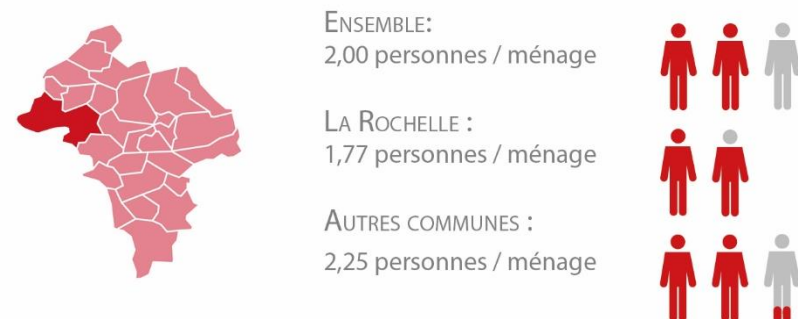 ENSEMBLE:
2,00 personnes / ménage
LA ROCHELLE :
1,77 personnes / ménage
AUTRES COMMUNES :
2,25 personnes / ménage